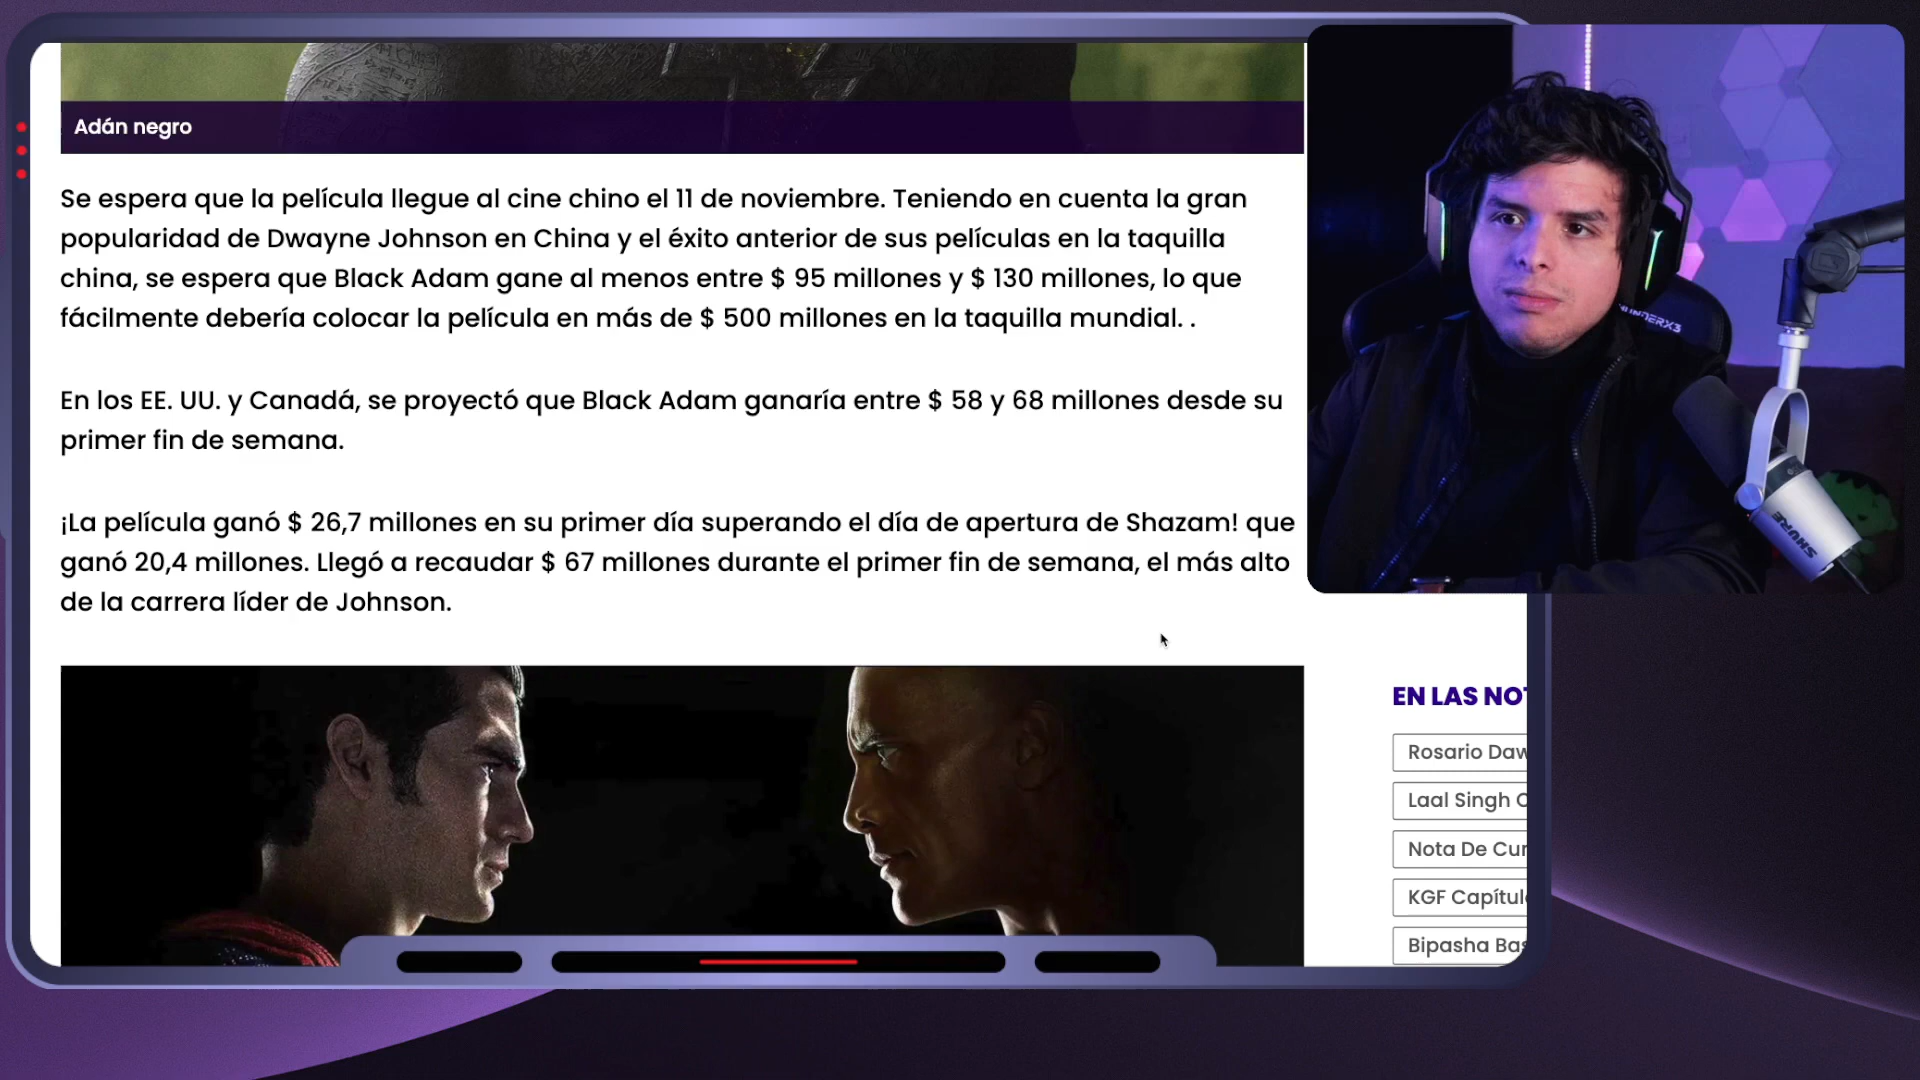 Adán negro
Se espera que la película llegue al cine chino el 11 de noviembre. Teniendo en cuenta la gran
popularidad de Dwayne Johnson en China y el éxito anterior de sus películas en la taquilla
china, se espera que Black Adam gane al menos entre $ 95 millones y $ 130 millones, lo que
fácilmente debería colocar la película en más de $ 500 millones en la taquilla mundial. .
En los EE. UU. y Canadá, se proyectó que Black Adam ganaría entre $ 58 y 68 millones desde su
primer fin de semana.
¡La película ganó $ 26,7 millones en su primer día superando el día de apertura de Shazam! que
ganó 20,4 millones. Llegó a recaudar $ 67 millones durante el primer fin de semana, el más alto
de la carrera líder de Johnson.
EN LAS NOT
Rosario Daw
Laal Singh C
Nota De Cur
KGF Capítul
Bipasha Bas
SHURE